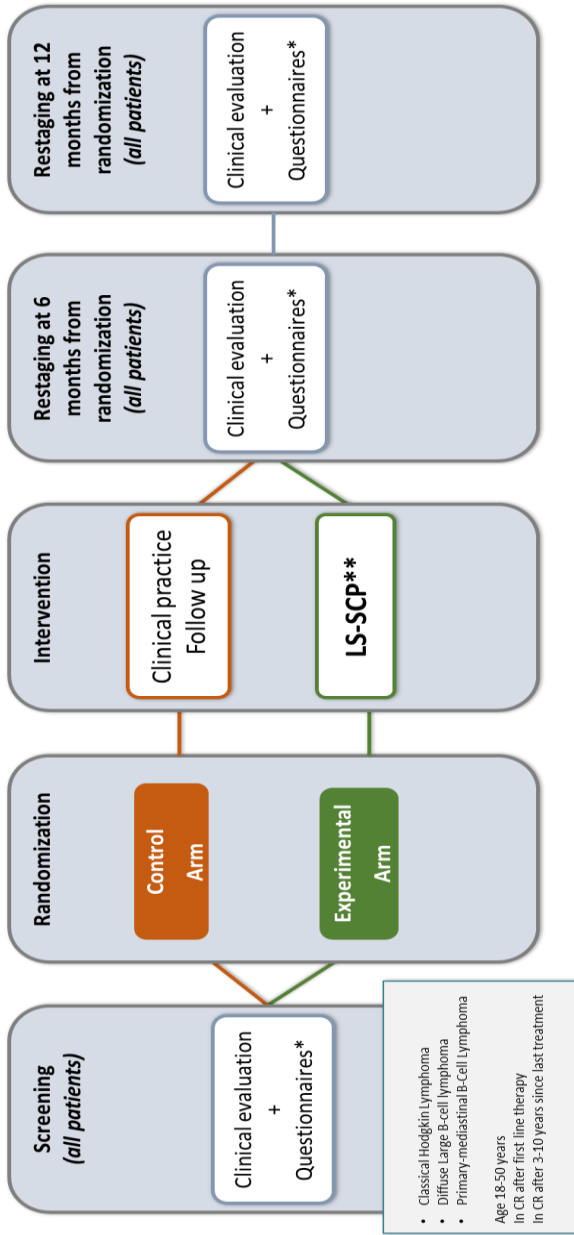 Screening
(all patients)
Clinical evaluation
+
Questionnaires*
• Classical Hodgkin Lymphoma
• Diffuse Large B-cell lymphoma
• Primary-mediastinal B-Cell Lymphoma
Age 18-50 years
In CR after first line therapy
In CR after 3-10 years since last treatment
Randomization
Control
Arm
Experimental
Arm
Intervention
Clinical practice
Follow up
LS-SCP**
Restaging at 6
months from
randomization
(all patients)
Clinical evaluation
+
Questionnaires*
Restaging at 12
months from
randomization
(all patients)
Clinical evaluation
+
Questionnaires*